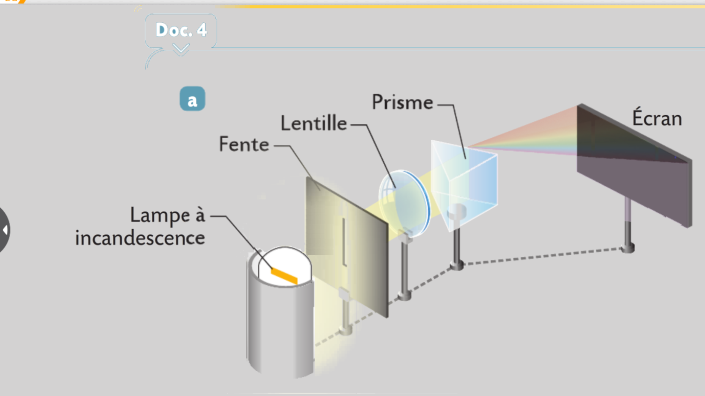 Doc. 4
a
Prisme
Écran
Lentille
Fente
Lampe à
incandescence